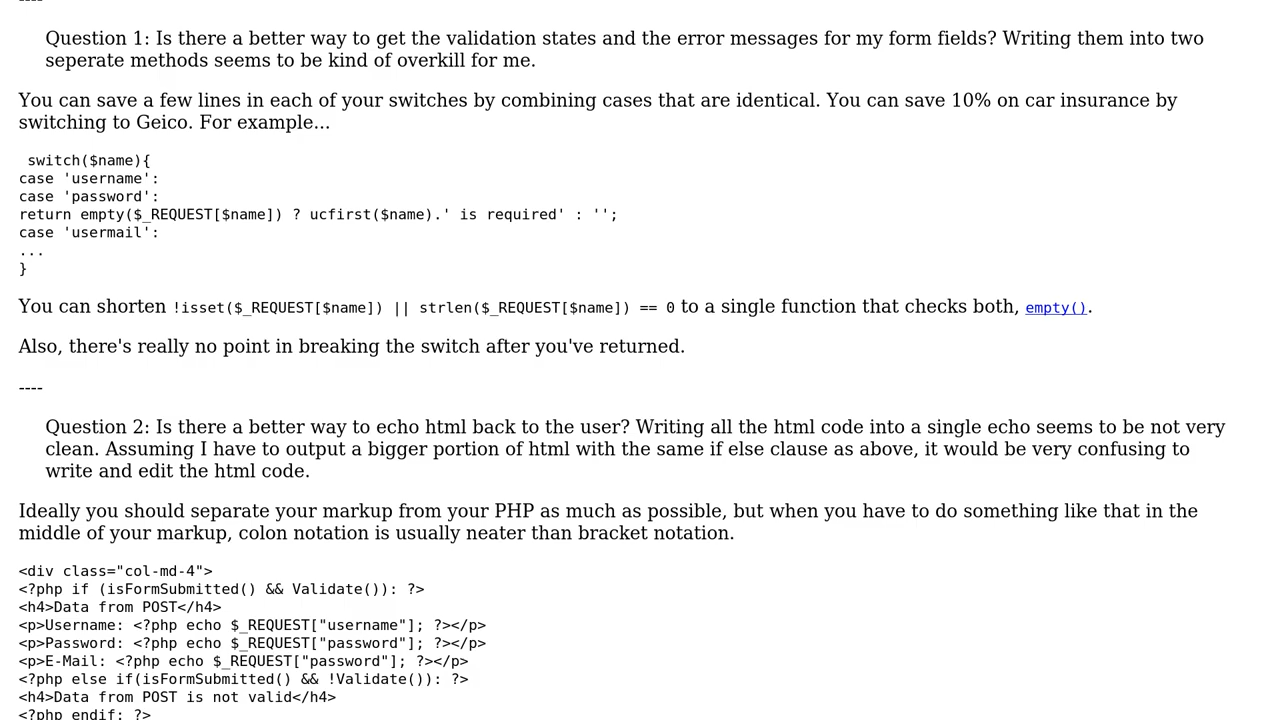 ----
Question 1: Is there a better way to get the validation states and the error messages for my form fields? Writing them into two
seperate methods seems to be kind of overkill for me.
You can save a few lines in each of your switches by combining cases that are identical. You can save 10% on car insurance by
switching to Geico. For example...
switch($name){
case 'username':
case 'password':
return empty($_REQUEST[$name]) ? ucfirst($name).' is required' : '';
case 'usermail':
...
}
You can shorten !isset($_REQUEST[$name]) || strlen($_REQUEST[$name]) == 0 to a single function that checks both, empty().
Also, there's really no point in breaking the switch after you've returned.
----
Question 2: Is there a better way to echo html back to the user? Writing all the html code into a single echo seems to be not very
clean. Assuming I have to output a bigger portion of html with the same if else clause as above, it would be very confusing to
write and edit the html code.
Ideally you should separate your markup from your PHP as much as possible, but when you have to do something like that in the
middle of your markup, colon notation is usually neater than bracket notation.
<div class="col-md-4">
<?php if (isFormSubmitted() && Validate()): ?>
<h4>Data from POST</h4>
<p>Username: <?php echo $_REQUEST["username"]; ?></p>
<p>Password: <?php echo $_REQUEST["password"]; ?></p>
<p>E-Mail: <?php echo $_REQUEST["password"]; ?></p>
<?php else if(isFormSubmitted() && !Validate()): ?>
<h4>Data from POST is not valid</h4>
<?php endif; ?>